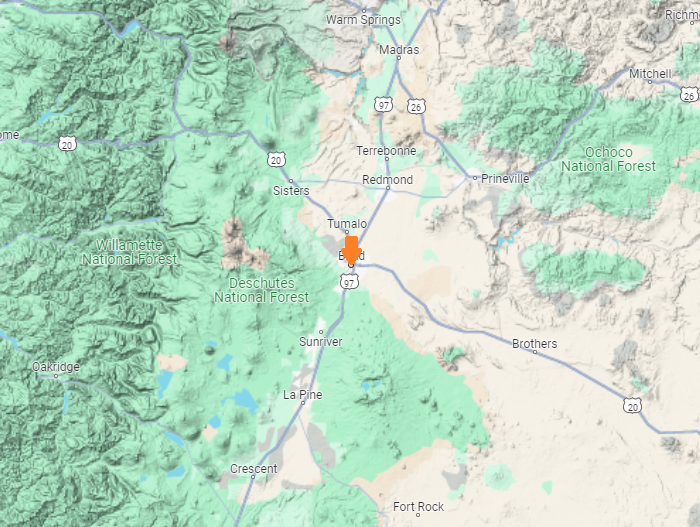 Warm Springs
Richm
Madras
Mitchell
97
26
26
ome
20
Terrebonne
20
Ochoco
National Forest
Prineville
Redmond
Sisters
Tumalo
Willamette
National Forest
97
Deschutes
National Forest
Sunriver
Brothers
Oakridge
La Pine
20
Crescent
Fort Rock